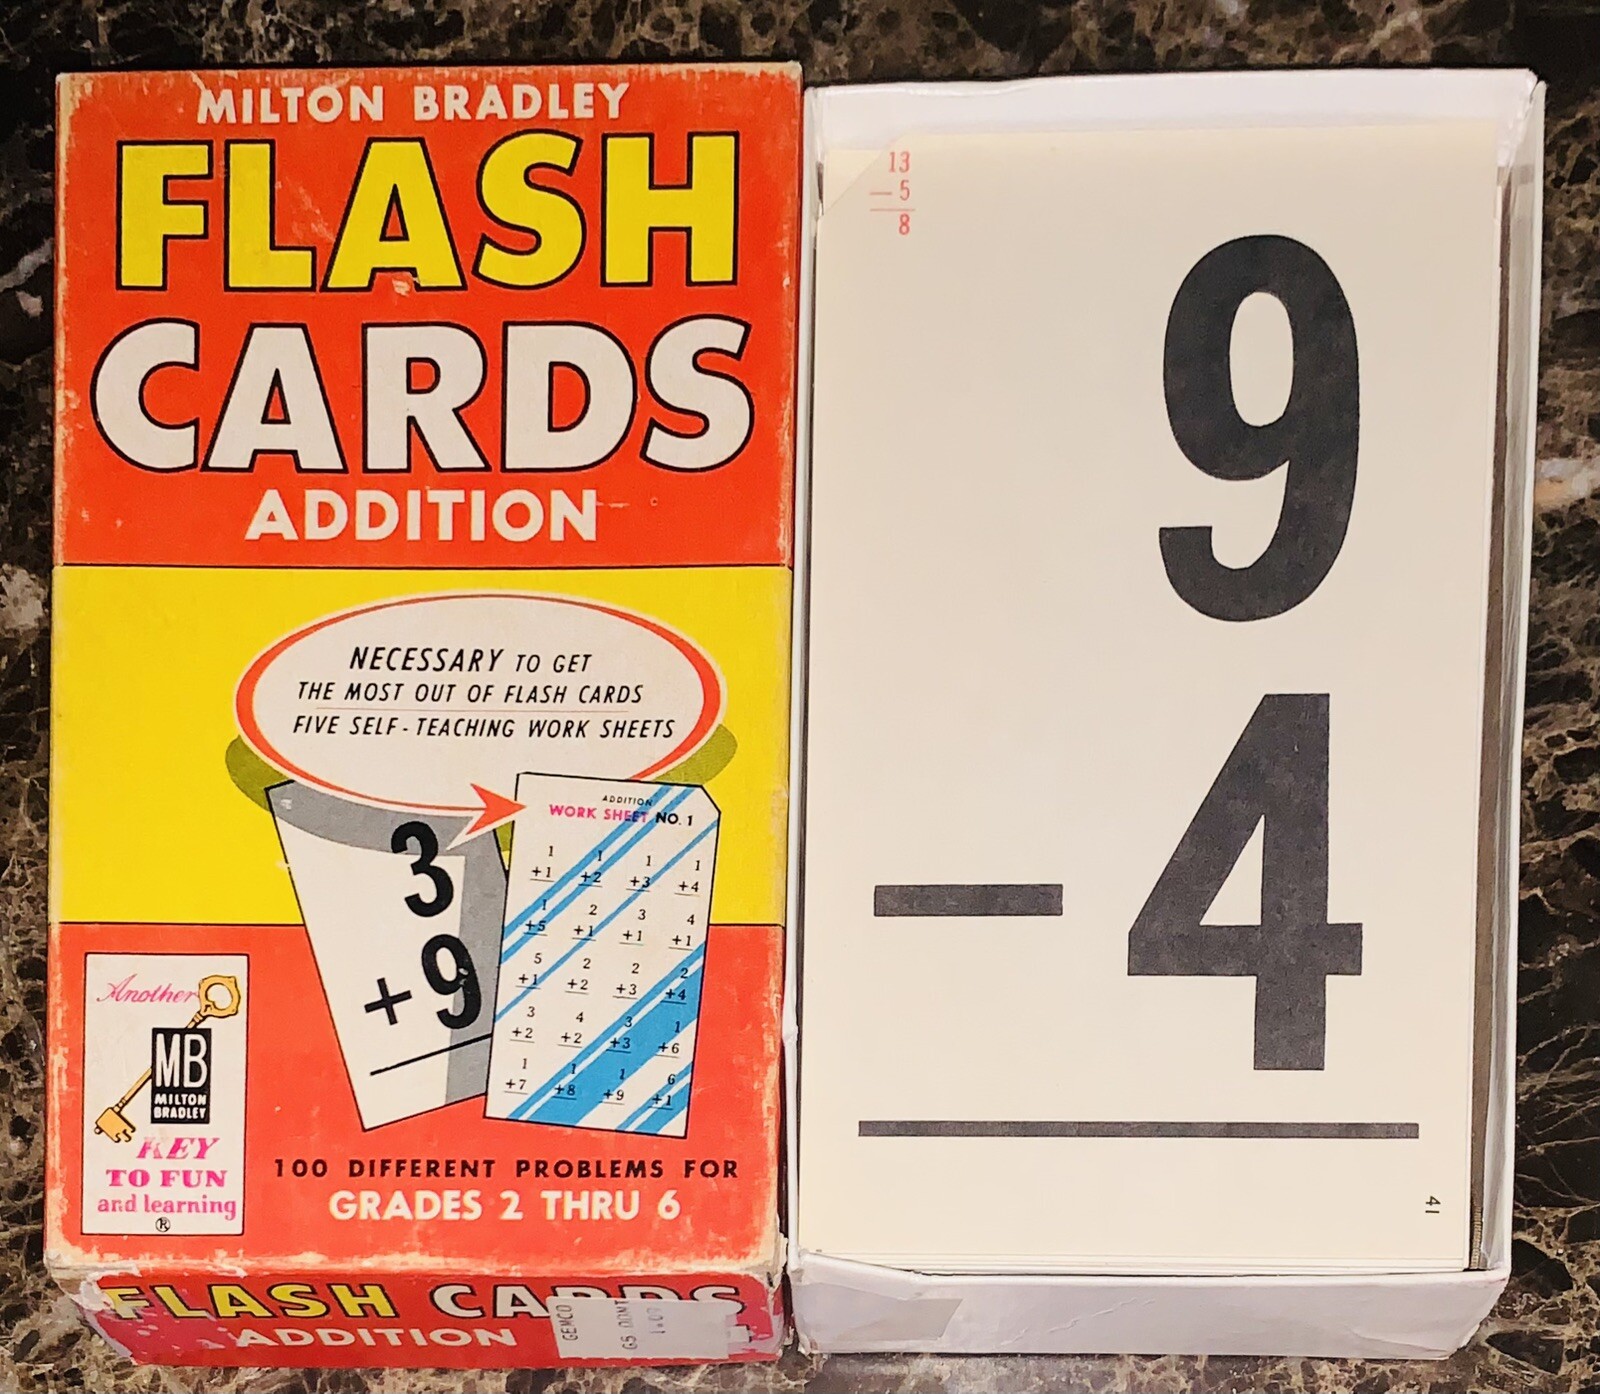 MILTON BRADLEY
FLASH
CARDS
ADDITION
NECESSARY TO GET
THE MOST OUT OF FLASH CARDS
FIVE SELF-TEACHING WORK SHEETS
3
+9
ADDITION
WORK SHEET NO. 1
1 1 1 1
+1 +2 +3 +4
1 2 3 4
+5 +1 +1 +1
5 2 2 2
+1 +2 +3 +4
3 4 3 1
+2 +2 +3 +6
1 1 1 6
+7 +8 +9 +1
Another
MB
MILTON
BRADLEY
KEY
TO FUN
and learning
®
100 DIFFERENT PROBLEMS FOR
GRADES 2 THRU 6
FLASH CARDS
ADDITION
GEMCO
1.09
13
- 5
8
9
- 4
41